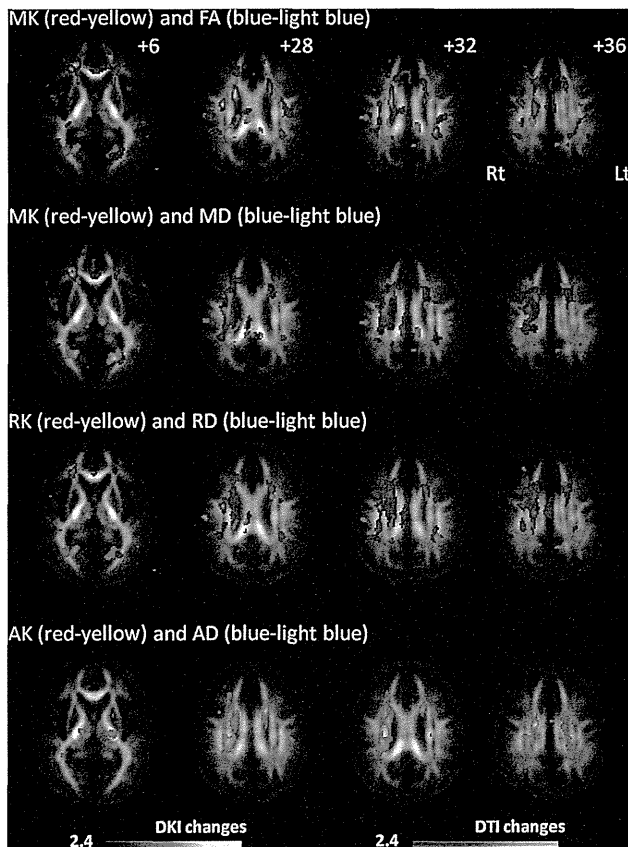 MK (red-yellow) and FA (blue-light blue)
+6 +28 +32 +36
Rt Lt
MK (red-yellow) and MD (blue-light blue)
RK (red-yellow) and RD (blue-light blue)
AK (red-yellow) and AD (blue-light blue)
DKI changes DTI changes
2.4 2.4